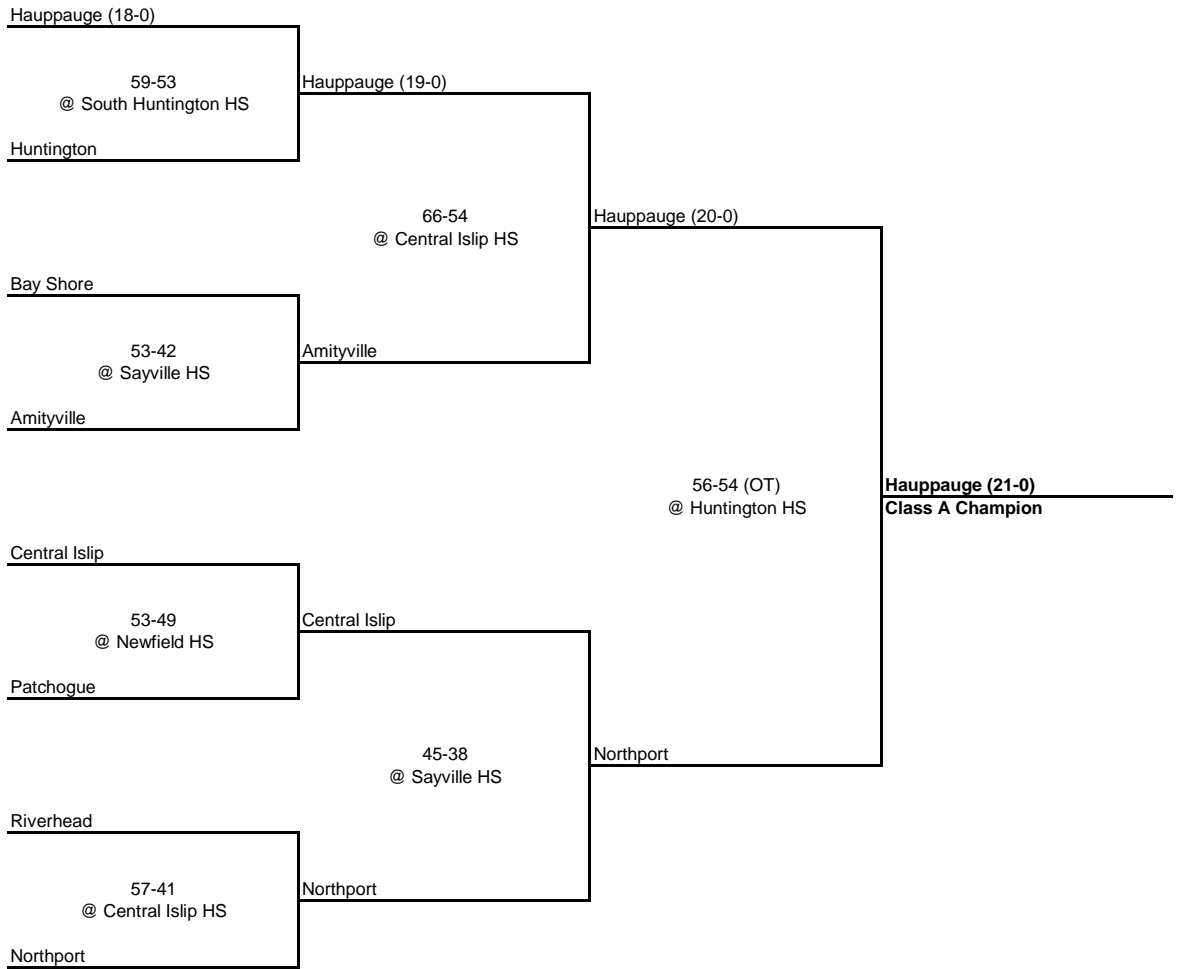 Hauppauge (18-0)
59-53
@ South Huntington HS
Hauppauge (19-0)
Huntington
66-54
@ Central Islip HS
Hauppauge (20-0)
Bay Shore
53-42
@ Sayville HS
Amityville
Amityville
56-54 (OT)
@ Huntington HS
Hauppauge (21-0)
Class A Champion
Central Islip
53-49
@ Newfield HS
Central Islip
Patchogue
45-38
@ Sayville HS
Northport
Riverhead
57-41
@ Central Islip HS
Northport
Northport